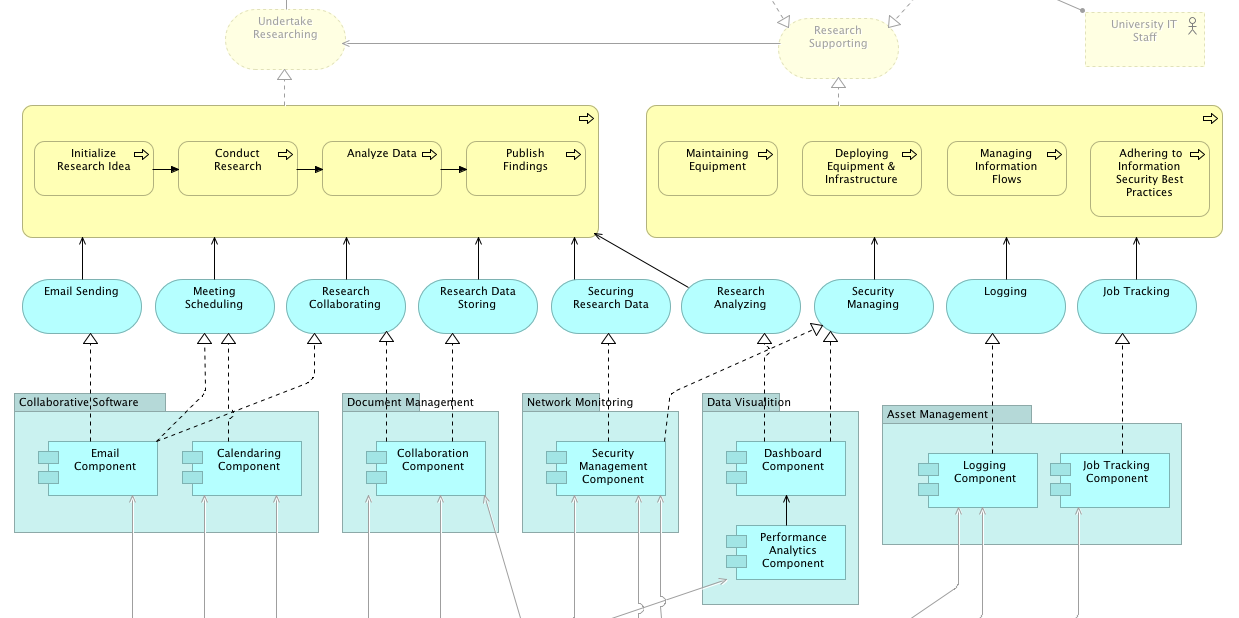 Undertake
Researching
Research
Supporting
University IT
Staff
Initialize
Research Idea
Conduct
Research
Analyze Data
Publish
Findings
Maintaining
Equipment
Deploying
Equipment &
Infrastructure
Managing
Information
Flows
Adhering to
Information
Security Best
Practices
Email Sending
Meeting
Scheduling
Research
Collaborating
Research Data
Storing
Securing
Research Data
Research
Analyzing
Security
Managing
Logging
Job Tracking
Collaborative Software
Document Management
Network Monitoring
Data Visualition
Asset Management
Email
Component
Calendaring
Component
Collaboration
Component
Security
Management
Component
Dashboard
Component
Logging
Component
Job Tracking
Component
Performance
Analytics
Component